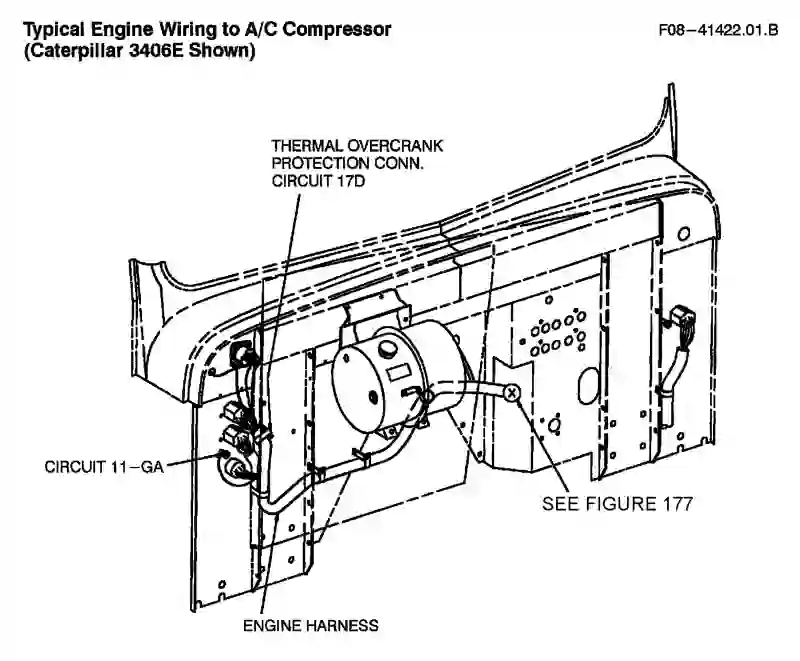 Typical Engine Wiring to A/C Compressor
(Caterpillar 3406E Shown)
F08-41422.01.B
THERMAL OVERCRANK
PROTECTION CONN.
CIRCUIT 17D
CIRCUIT 11-GA
SEE FIGURE 177
ENGINE HARNESS